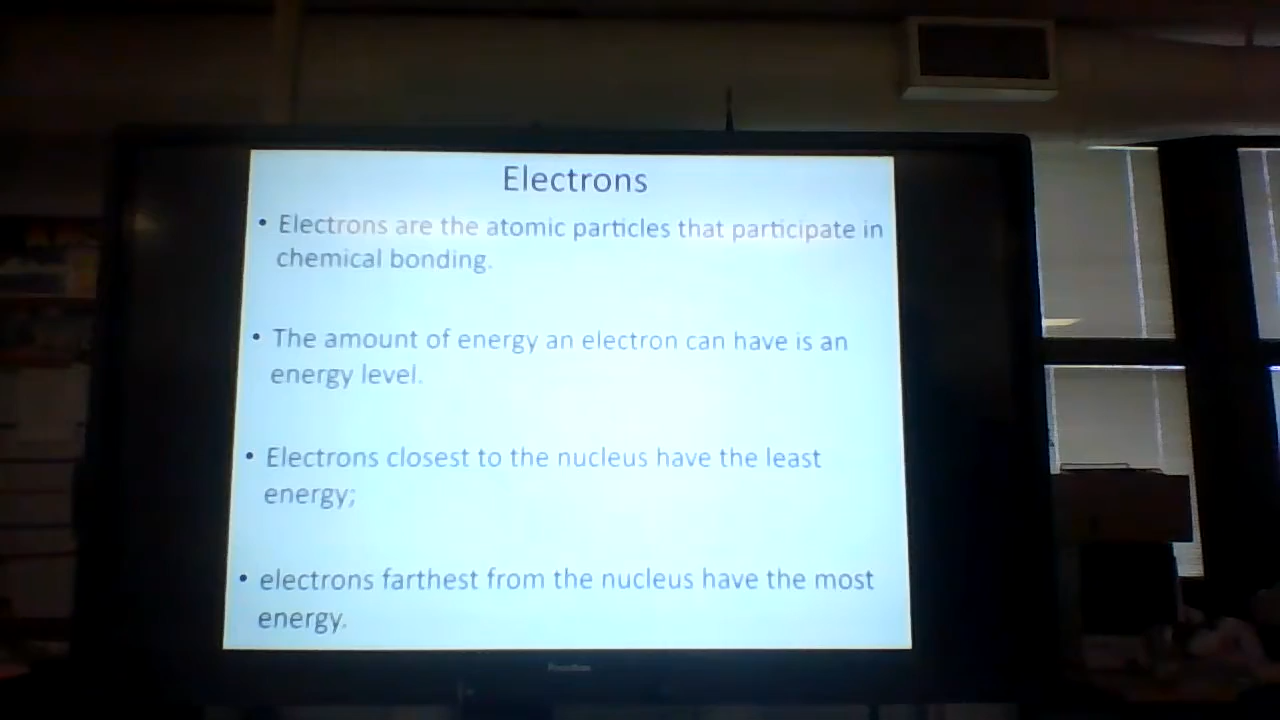 Electrons
• Electrons are the atomic particles that participate in
chemical bonding.
• The amount of energy an electron can have is an
energy level.
• Electrons closest to the nucleus have the least
energy;
• electrons farthest from the nucleus have the most
energy.